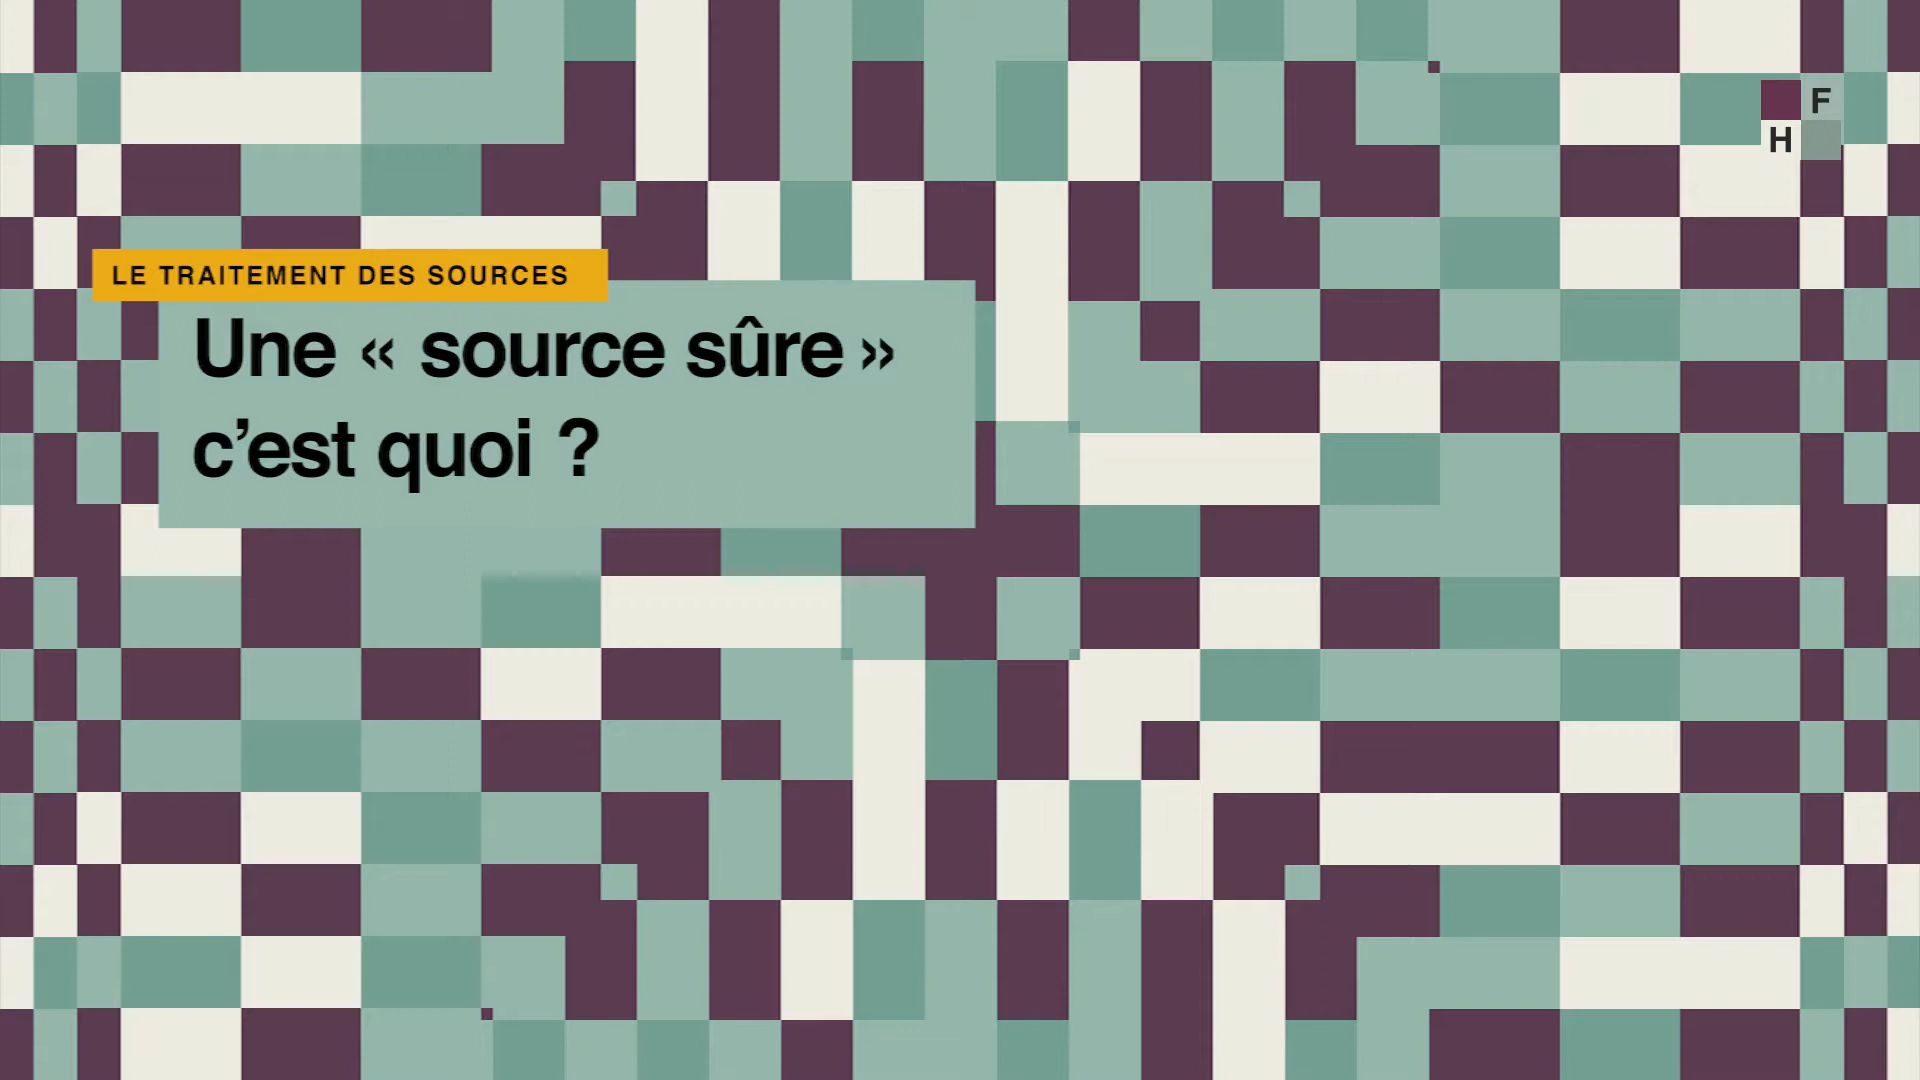 F
H
LE TRAITEMENT DES SOURCES
Une « source sûre »
c’est quoi ?